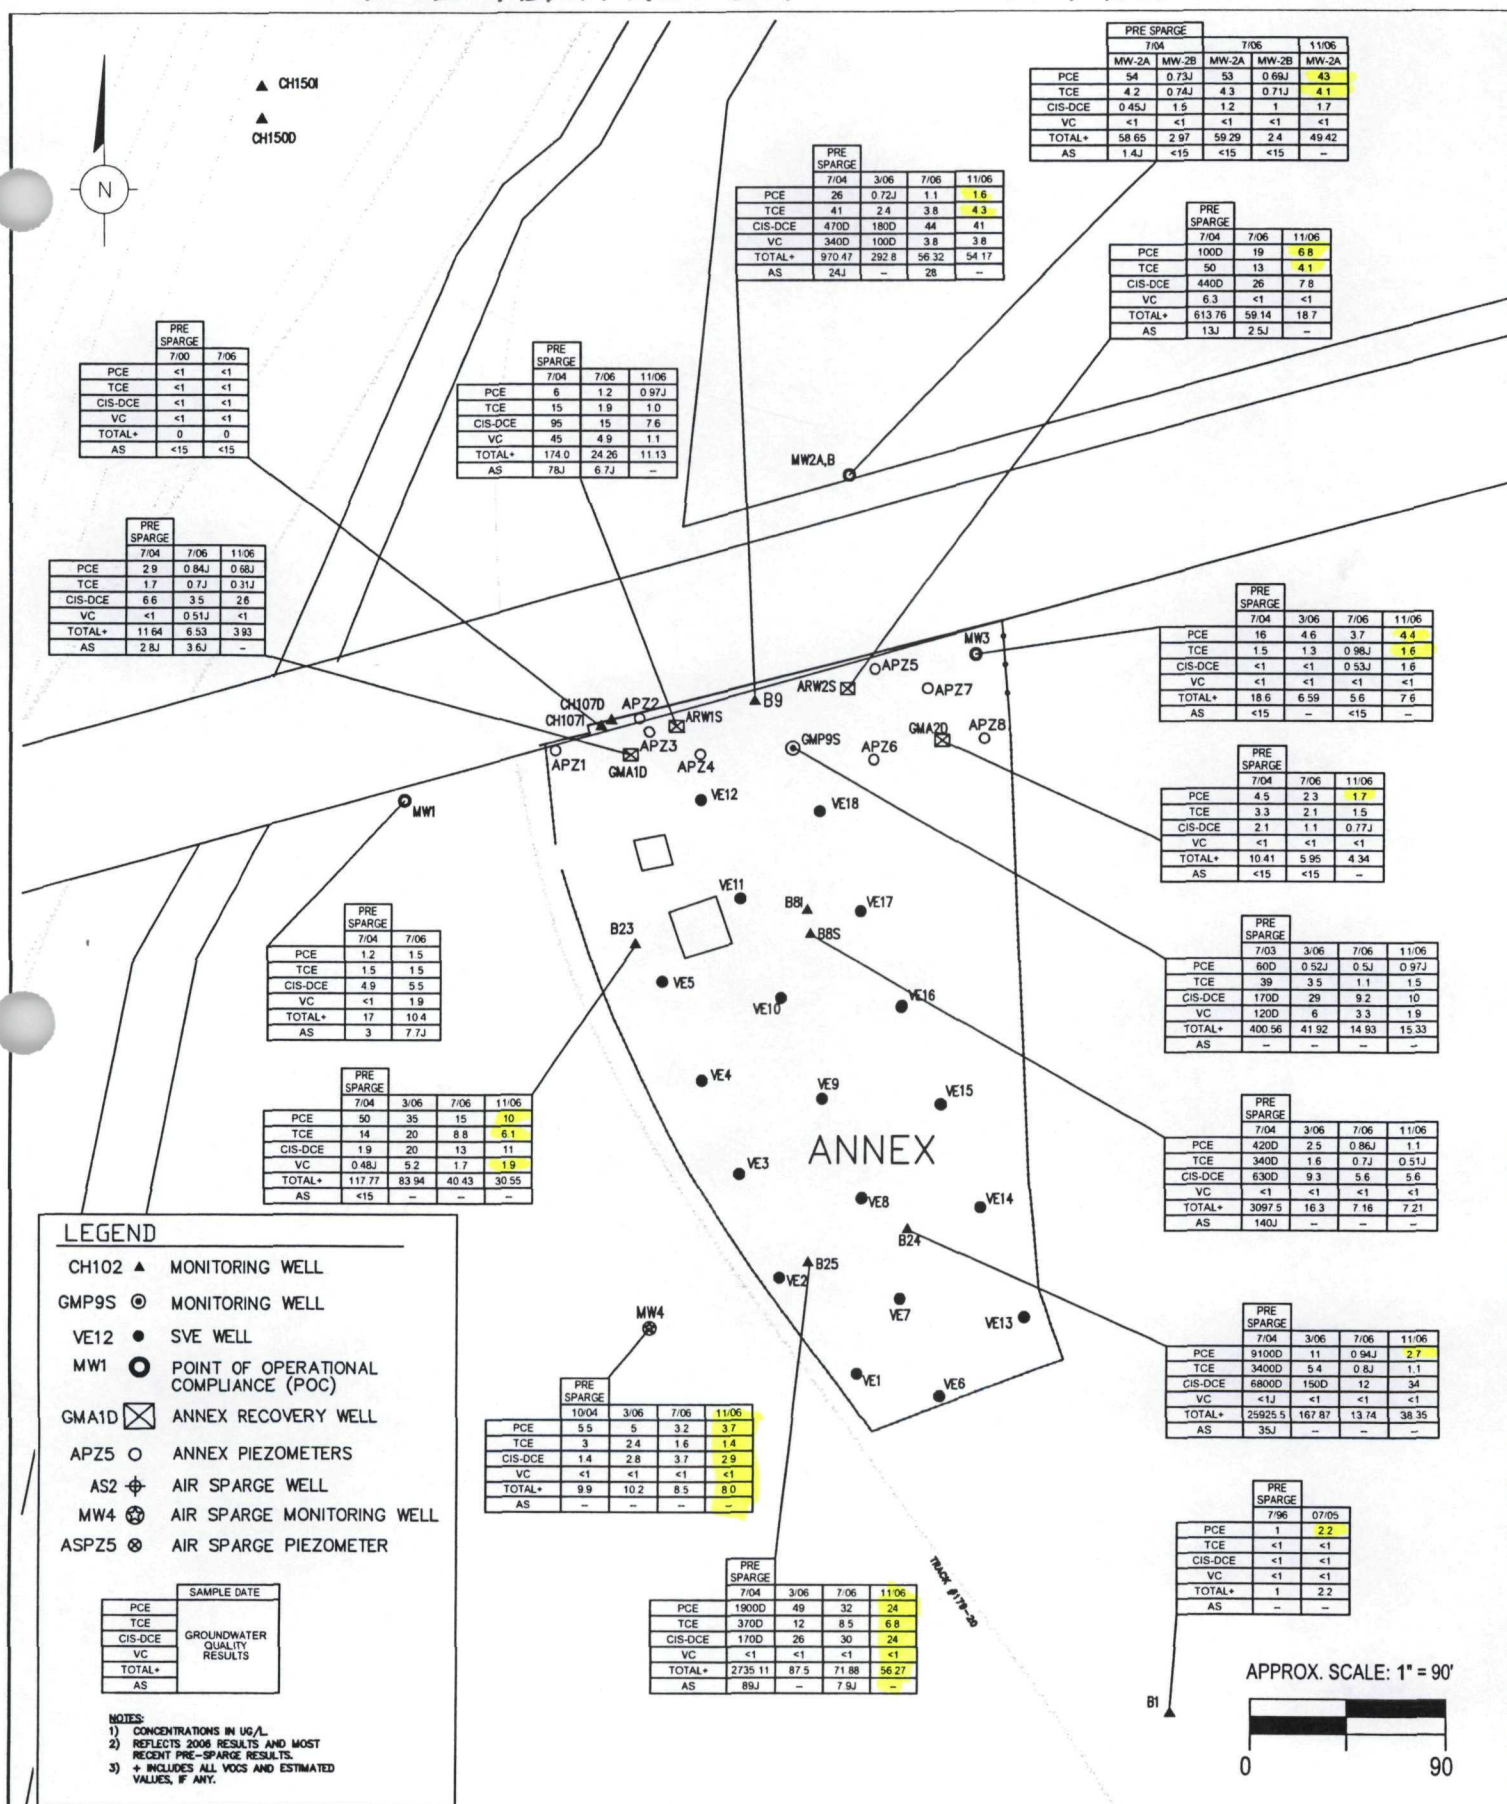 PRE SPARGE
7/04 7/06 11/06
MW-2A MW-2B MW-2A MW-2B MW-2A
PCE 54 0.73J 53 0.69J 43
TCE 4.2 0.74J 4.3 0.71J 4.1
CIS-DCE 0.45J 1.5 1.2 1 1.7
VC <1 <1 <1 <1 <1
TOTAL+ 58.65 2.97 59.29 2.4 49.42
AS 1.4J <15 <15 <15 --
CH150I
CH150D
N
PRE
SPARGE
7/04 3/06 7/06 11/06
PCE 26 0.72J 1.1 1.6
TCE 41 2.4 3.8 4.3
CIS-DCE 470D 180D 44 41
VC 340D 100D 3.8 3.8
TOTAL+ 970.47 292.8 56.32 54.17
AS 24J -- 28 --
PRE
SPARGE
7/04 7/06 11/06
PCE 100D 19 6.8
TCE 50 13 4.1
CIS-DCE 440D 26 7.8
VC 6.3 <1 <1
TOTAL+ 613.76 59.14 18.7
AS 13J 2.5J --
PRE
SPARGE
7/00 7/06
PCE <1 <1
TCE <1 <1
CIS-DCE <1 <1
VC <1 <1
TOTAL+ 0 0
AS <15 <15
PRE
SPARGE
7/04 7/06 11/06
PCE 6 1.2 0.97J
TCE 15 1.9 1.0
CIS-DCE 95 15 7.6
VC 45 4.9 1.1
TOTAL+ 174.0 24.26 11.13
AS 78J 6.7J --
MW2A,B
PRE
SPARGE
7/04 7/06 11/06
PCE 2.9 0.84J 0.68J
TCE 1.7 0.7J 0.31J
CIS-DCE 6.6 3.5 2.6
VC <1 0.51J <1
TOTAL+ 11.64 6.53 3.93
AS 2.8J 3.6J --
PRE
SPARGE
7/04 3/06 7/06 11/06
PCE 16 4.6 3.7 4.4
TCE 1.5 1.3 0.98J 1.6
CIS-DCE <1 <1 0.53J 1.6
VC <1 <1 <1 <1
TOTAL+ 18.6 6.59 5.6 7.6
AS <15 -- <15 --
MW3
APZ5
ARW2S
APZ7
CH107D
APZ2
B9
CH107I
ARW1S
APZ3
GMA2D
APZ8
GMP9S
APZ6
APZ1
GMA1D
APZ4
PRE
SPARGE
7/04 7/06 11/06
PCE 4.5 2.3 1.7
TCE 3.3 2.1 1.5
CIS-DCE 2.1 1.1 0.77J
VC <1 <1 <1
TOTAL+ 10.41 5.95 4.34
AS <15 <15 --
VE12
VE18
MW1
VE11
B8I
VE17
B23
B8S
PRE
SPARGE
7/04 7/06
PCE 1.2 1.5
TCE 1.5 1.5
CIS-DCE 4.9 5.5
VC <1 1.9
TOTAL+ 17 10.4
AS 3 7.7J
PRE
SPARGE
7/03 3/06 7/06 11/06
PCE 60D 0.52J 0.5J 0.97J
TCE 39 3.5 1.1 1.5
CIS-DCE 170D 29 9.2 10
VC 120D 6 3.3 1.9
TOTAL+ 400.56 41.92 14.93 15.33
AS -- -- -- --
VE5
VE10
VE16
PRE
SPARGE
7/04 3/06 7/06 11/06
PCE 50 35 15 10
TCE 14 20 8.8 6.1
CIS-DCE 1.9 20 13 11
VC 0.48J 5.2 1.7 1.9
TOTAL+ 117.77 83.94 40.43 30.55
AS <15 -- -- --
VE4
VE9
VE15
ANNEX
VE3
PRE
SPARGE
7/04 3/06 7/06 11/06
PCE 420D 2.5 0.86J 1.1
TCE 340D 1.6 0.7J 0.51J
CIS-DCE 630D 9.3 5.6 5.6
VC <1 <1 <1 <1
TOTAL+ 3097.5 16.3 7.16 7.21
AS 140J -- -- --
VE8
VE14
B24
B25
VE2
VE7
VE13
VE1
VE6
MW4
PRE
SPARGE
7/04 3/06 7/06 11/06
PCE 9100D 11 0.94J 2.7
TCE 3400D 5.4 0.8J 1.1
CIS-DCE 6800D 150D 12 34
VC <1J <1 <1 <1
TOTAL+ 25925.5 167.87 13.74 38.35
AS 35J -- -- --
PRE
SPARGE
10/04 3/06 7/06 11/06
PCE 5.5 5 3.2 3.7
TCE 3 2.4 1.6 1.4
CIS-DCE 1.4 2.8 3.7 2.9
VC <1 <1 <1 <1
TOTAL+ 9.9 10.2 8.5 8.0
AS -- -- -- --
PRE
SPARGE
7/96 07/05
PCE 1 2.2
TCE <1 <1
CIS-DCE <1 <1
VC <1 <1
TOTAL+ 1 2.2
AS -- --
PRE
SPARGE
7/04 3/06 7/06 11/06
PCE 1900D 49 32 24
TCE 370D 12 8.5 6.8
CIS-DCE 170D 26 30 24
VC <1 <1 <1 <1
TOTAL+ 2735.11 87.5 71.88 56.27
AS 89J -- 7.9J --
TRACK #179-20
B1
APPROX. SCALE: 1" = 90'
0 90
LEGEND
CH102 MONITORING WELL
GMP9S MONITORING WELL
VE12 SVE WELL
MW1 POINT OF OPERATIONAL
COMPLIANCE (POC)
GMA1D ANNEX RECOVERY WELL
APZ5 ANNEX PIEZOMETERS
AS2 AIR SPARGE WELL
MW4 AIR SPARGE MONITORING WELL
ASPZ5 AIR SPARGE PIEZOMETER
SAMPLE DATE
PCE
TCE
CIS-DCE
VC
TOTAL+
AS
GROUNDWATER
QUALITY
RESULTS
NOTES:
1) CONCENTRATIONS IN UG/L.
2) REFLECTS 2006 RESULTS AND MOST
RECENT PRE-SPARGE RESULTS.
3) + INCLUDES ALL VOCS AND ESTIMATED
VALUES, IF ANY.